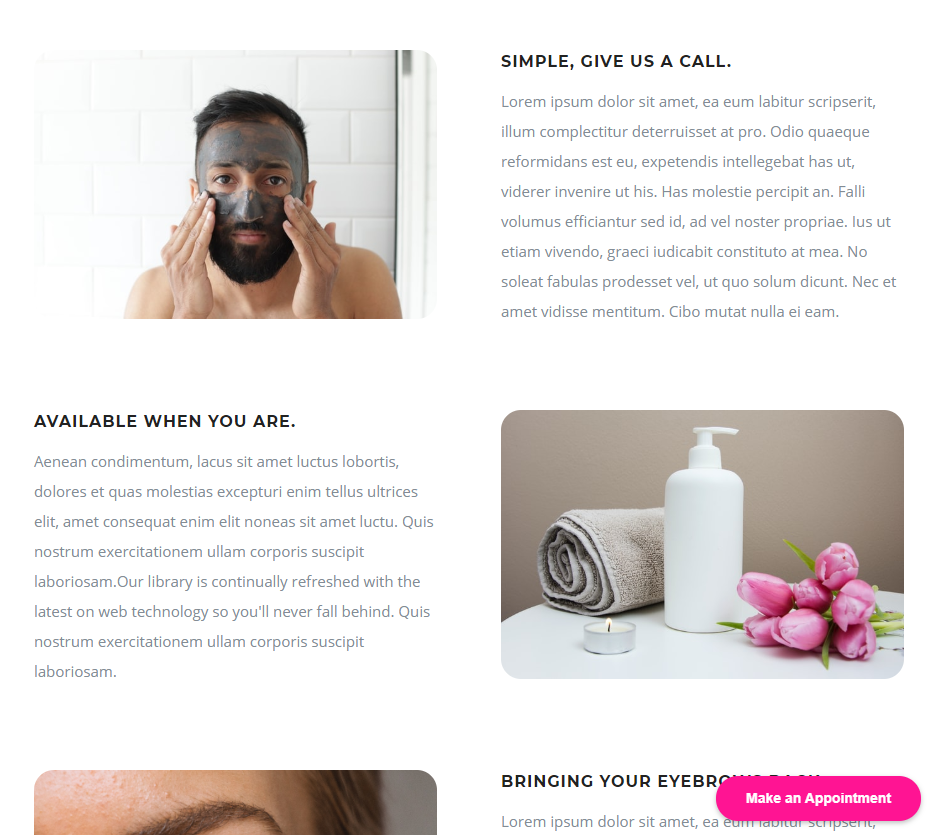 SIMPLE, GIVE US A CALL.
Lorem ipsum dolor sit amet, ea eum labitur scripserit,
illum complectitur deterruisset at pro. Odio quaeque
reformidans est eu, expetendis intellegebat has ut,
viderer invenire ut his. Has molestie percipit an. Falli
volumus efficiantur sed id, ad vel noster propriae. Ius ut
etiam vivendo, graeci iudicabit constituto at mea. No
soleat fabulas prodesset vel, ut quo solum dicunt. Nec et
amet vidisse mentitum. Cibo mutat nulla ei eam.
AVAILABLE WHEN YOU ARE.
Aenean condimentum, lacus sit amet luctus lobortis,
dolores et quas molestias excepturi enim tellus ultrices
elit, amet consequat enim elit noneas sit amet luctu. Quis
nostrum exercitationem ullam corporis suscipit
laboriosam.Our library is continually refreshed with the
latest on web technology so you'll never fall behind. Quis
nostrum exercitationem ullam corporis suscipit
laboriosam.
BRINGING YOUR
Make an Appointment
Lorem ipsum dolor sit amet, ea eum labitur scripserit,